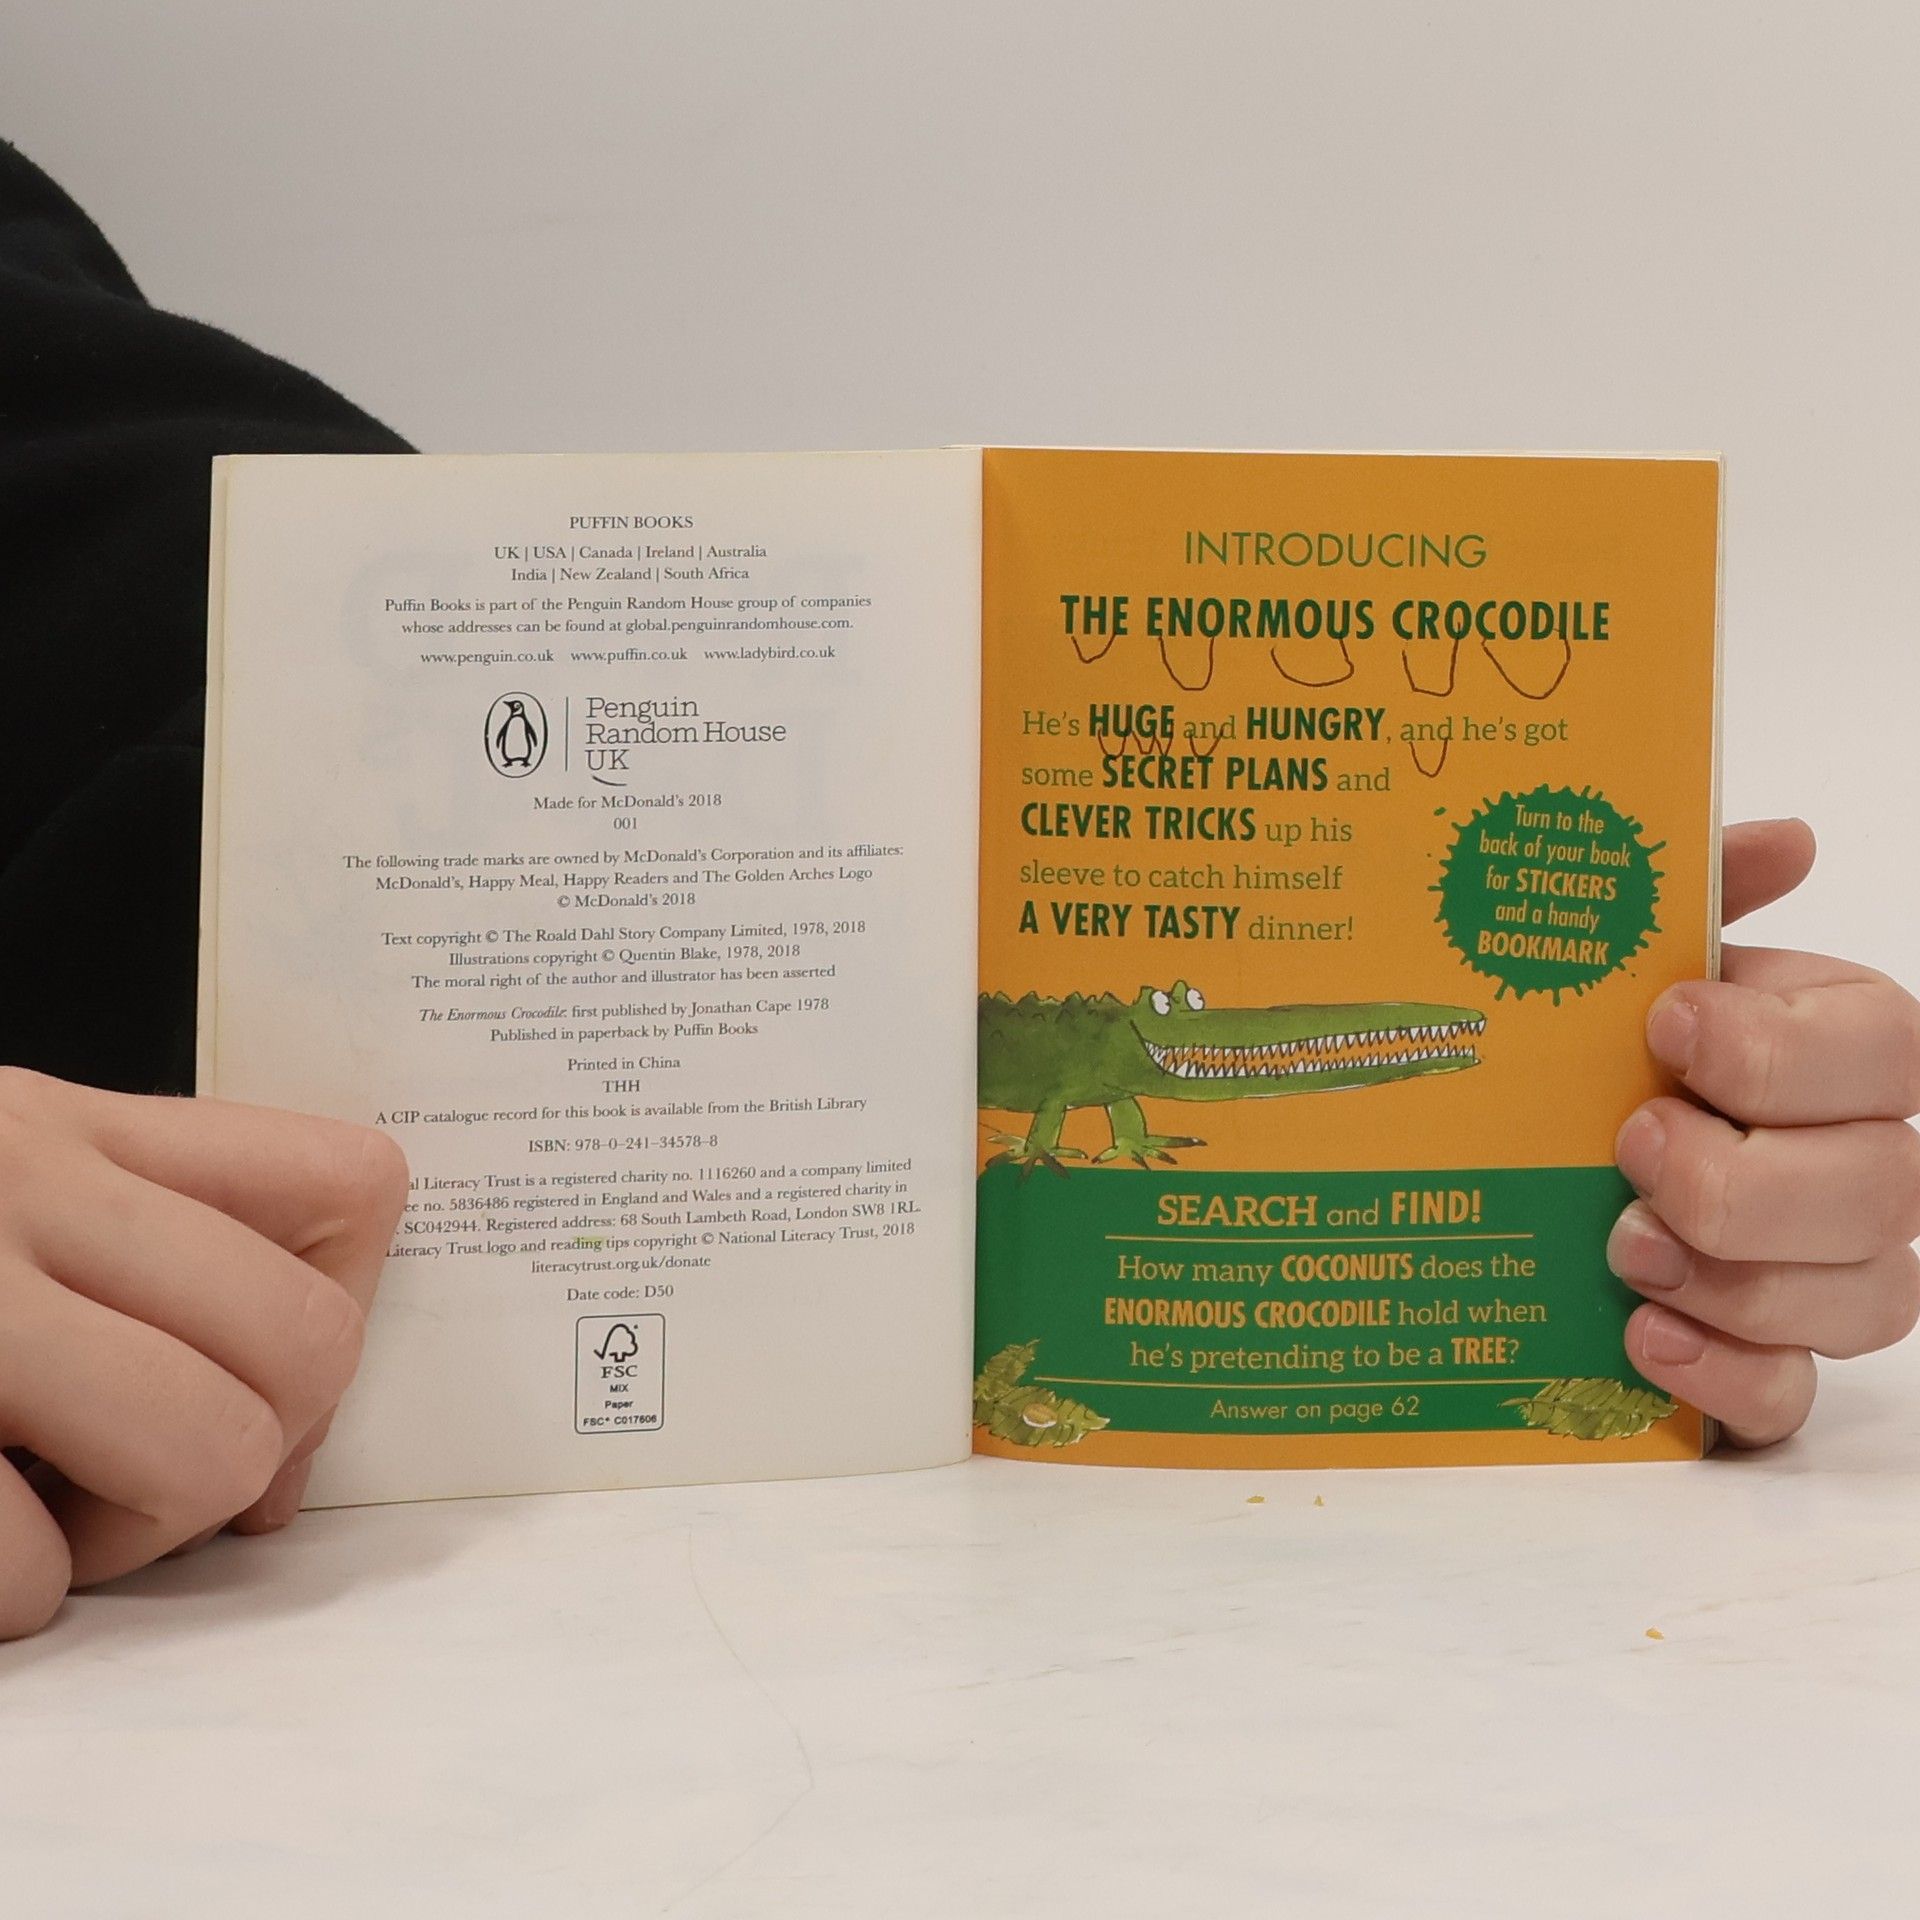 PUFFIN BOOKS
UK | USA | Canada | Ireland | Australia
India | New Zealand | South Africa
Puffin Books is part of the Penguin Random House group of companies
whose addresses can be found at global.penguinrandomhouse.com.
www.penguin.co.uk www.puffin.co.uk www.ladybird.co.uk
Penguin
Random House
UK
Made for McDonald's 2018
001
The following trade marks are owned by McDonald's Corporation and its affiliates:
McDonald's, Happy Meal, Happy Readers and The Golden Arches Logo
© McDonald's 2018
Text copyright © The Roald Dahl Story Company Limited, 1978, 2018
Illustrations copyright © Quentin Blake, 1978, 2018
The moral right of the author and illustrator has been asserted
The Enormous Crocodile: first published by Jonathan Cape 1978
Published in paperback by Puffin Books
Printed in China
THH
A CIP catalogue record for this book is available from the British Library
ISBN: 978-0-241-34578-8
Literacy Trust is a registered charity no. 1116260 and a company limited
no. 5836486 registered in England and Wales and a registered charity in
SC042944. Registered address: 68 South Lambeth Road, London SW8 1RL.
Literacy Trust logo and reading tips copyright © National Literacy Trust, 2018
literacytrust.org.uk/donate
Date code: D50
FSC
MIX
Paper
FSC® C017606
INTRODUCING
THE ENORMOUS CROCODILE
He's HUGE and HUNGRY, and he's got
some SECRET PLANS and
CLEVER TRICKS up his
sleeve to catch himself
A VERY TASTY dinner!
Turn to the
back of your book
for STICKERS
and a handy
BOOKMARK
SEARCH and FIND!
How many COCONUTS does the
ENORMOUS CROCODILE hold when
he's pretending to be a TREE?
Answer on page 62